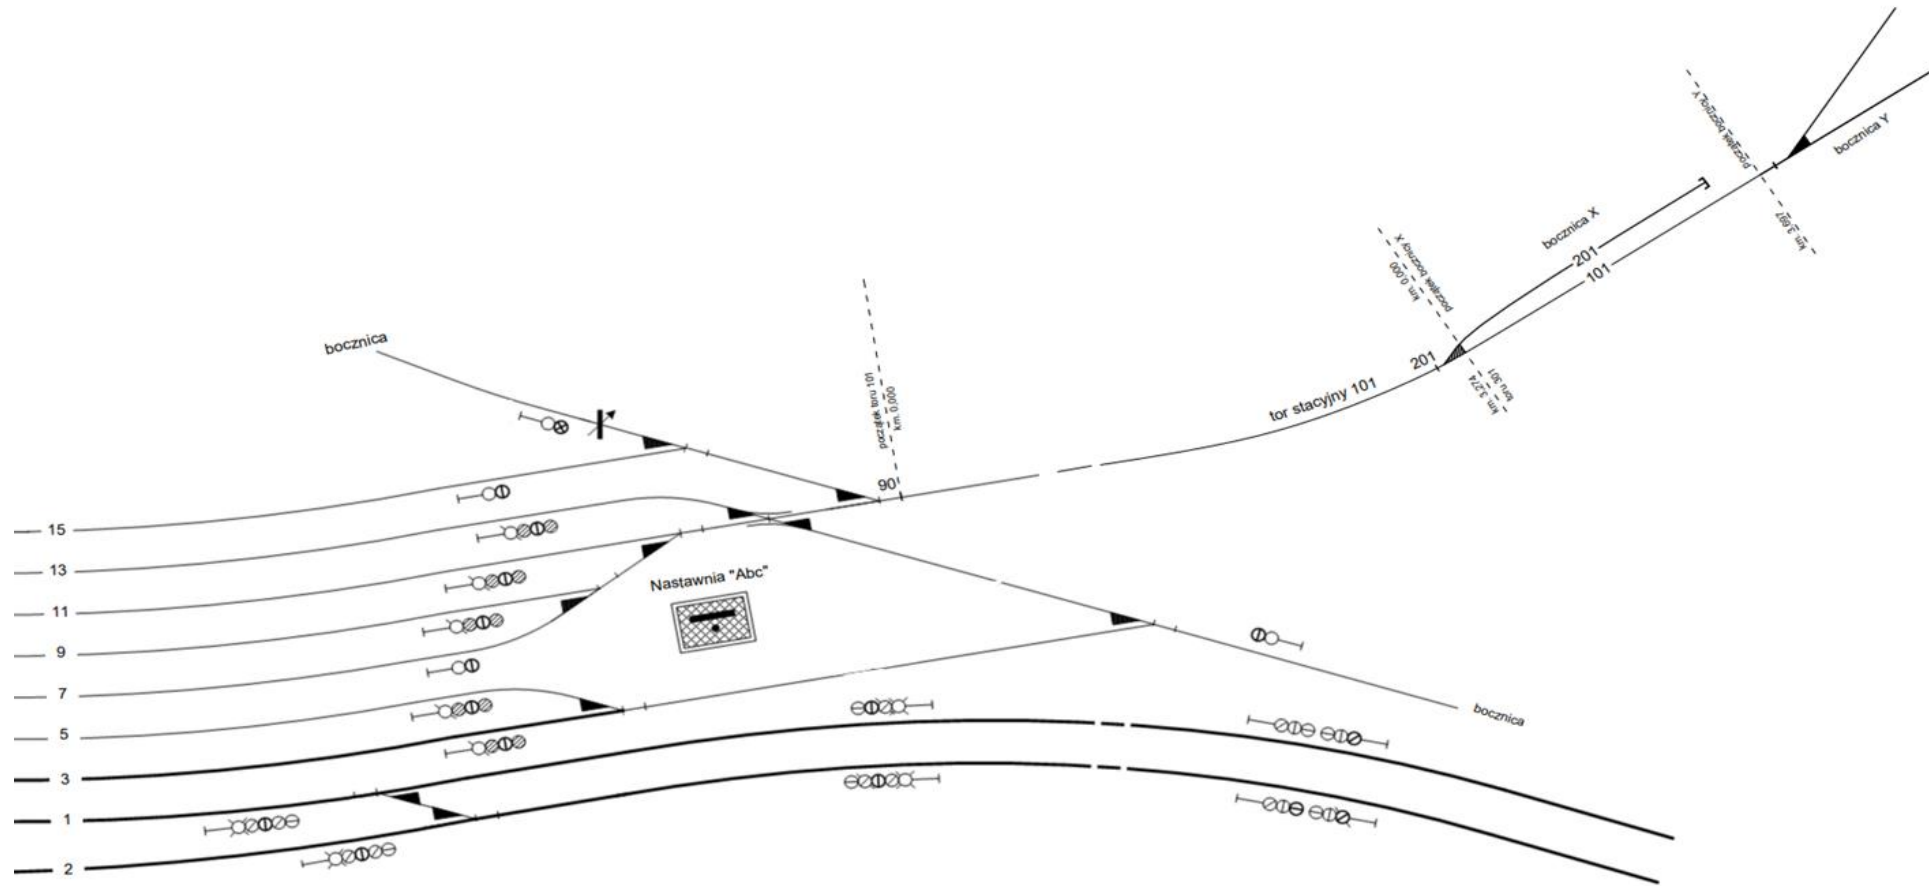 Początek bocznicy Y
bocznica Y
km. 3,697
bocznica X
201
101
początek bocznicy X
km. 0,000
201
km. 3,274
toru 301
tor stacyjny 101
bocznica
początek toru 101
km. 0,000
90
15
13
Nastawnia "Abc"
11
9
7
5
bocznica
3
1
2